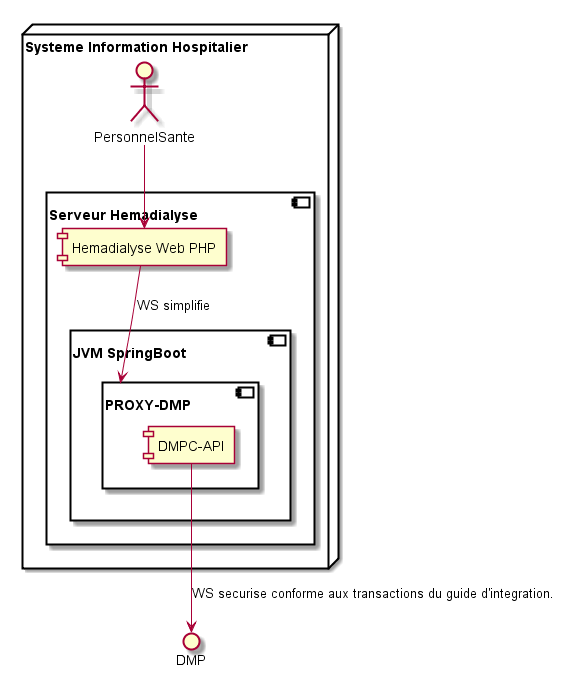 Systeme Information Hospitalier
PersonnelSante
Serveur Hemadialyse
Hemadialyse Web PHP
WS simplifie
JVM SpringBoot
PROXY-DMP
DMPC-API
WS securise conforme aux transactions du guide d'integration.
DMP